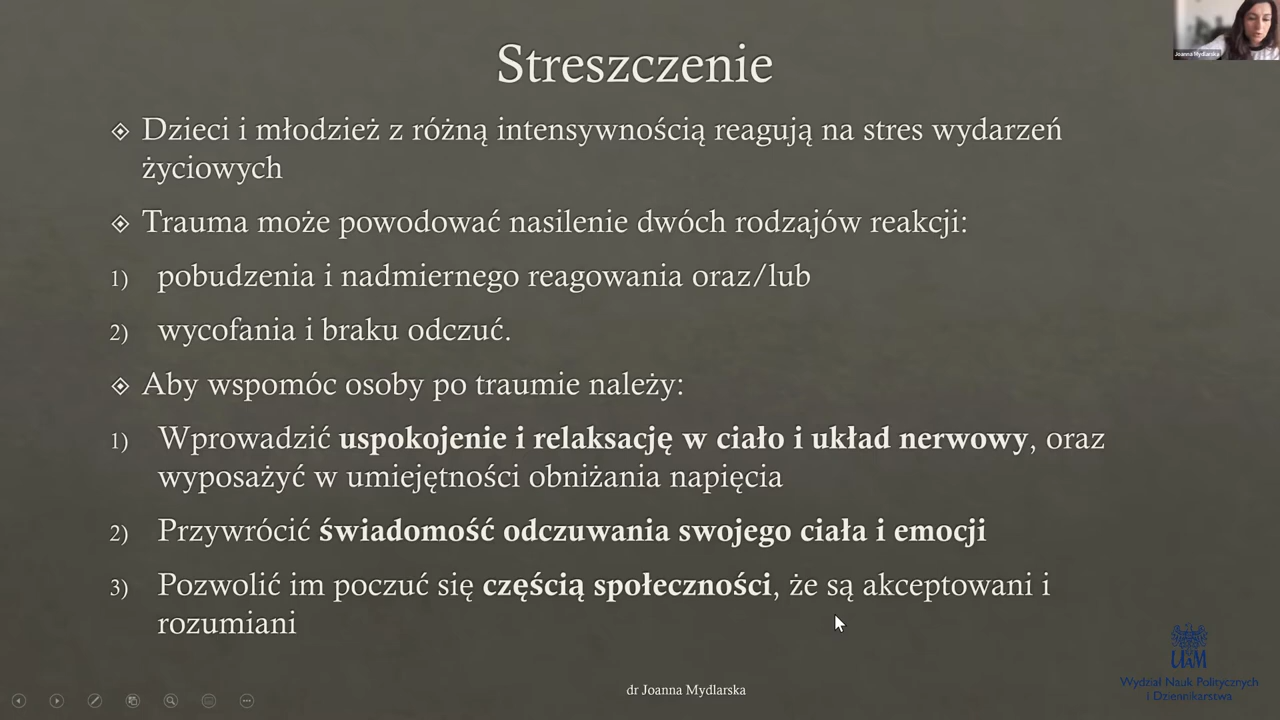 Joanna Mydlarska
Streszczenie
Dzieci i młodzież z różną intensywnością reagują na stres wydarzeń
życiowych
Trauma może powodować nasilenie dwóch rodzajów reakcji:
1) pobudzenia i nadmiernego reagowania oraz/lub
2) wycofania i braku odczuć.
Aby wspomóc osoby po traumie należy:
1) Wprowadzić uspokojenie i relaksację w ciało i układ nerwowy, oraz
wyposażyć w umiejętności obniżania napięcia
2) Przywrócić świadomość odczuwania swojego ciała i emocji
3) Pozwolić im poczuć się częścią społeczności, że są akceptowani i
rozumiani
dr Joanna Mydlarska
UAM
Wydział Nauk Politycznych
i Dziennikarstwa